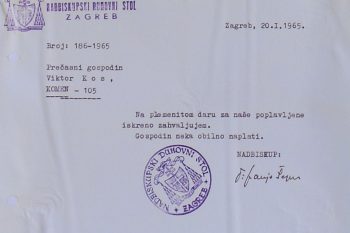 NADBISKUPSKI DUHOVNI STOL
ZAGREB
Zagreb, 20.I.1965.
Broj: 186-1965
Prečasni gospodin
Viktor Kos,
KOMEN - 105
Na plemenitom daru za naše poplavljene
iskreno zahvaljujem.
Gospodin neka obilno naplati.
NADBISKUP:
NADBISKUPSKI DUHOVNI STOL
ZAGREB